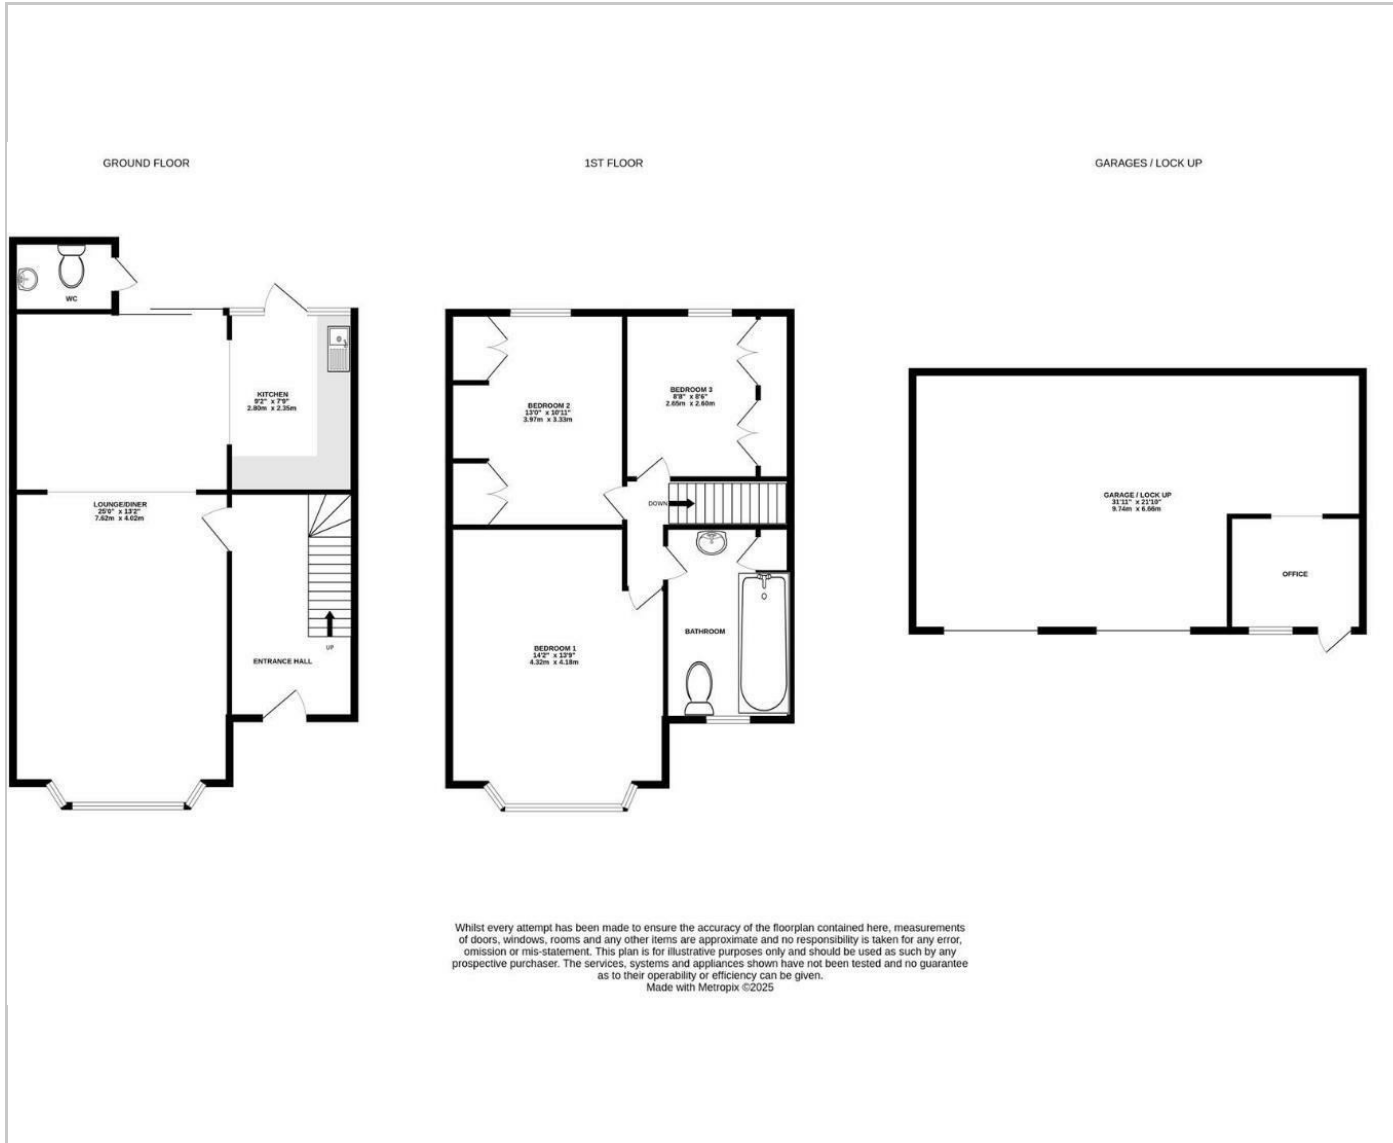 GROUND FLOOR
1ST FLOOR
GARAGES / LOCK UP
WC
KITCHEN
9'2" x 7'9"
2.80m x 2.35m
LOUNGE/DINER
25'0" x 13'2"
7.62m x 4.02m
UP
ENTRANCE HALL
BEDROOM 2
13'0" x 10'11"
3.97m x 3.33m
BEDROOM 3
8'8" x 8'6"
2.65m x 2.60m
DOWN
BATHROOM
BEDROOM 1
14'2" x 13'9"
4.32m x 4.18m
GARAGE / LOCK UP
31'11" x 21'10"
9.74m x 6.66m
OFFICE
Whilst every attempt has been made to ensure the accuracy of the floorplan contained here, measurements
of doors, windows, rooms and any other items are approximate and no responsibility is taken for any error,
omission or mis-statement. This plan is for illustrative purposes only and should be used as such by any
prospective purchaser. The services, systems and appliances shown have not been tested and no guarantee
as to their operability or efficiency can be given.
Made with Metropix ©2025